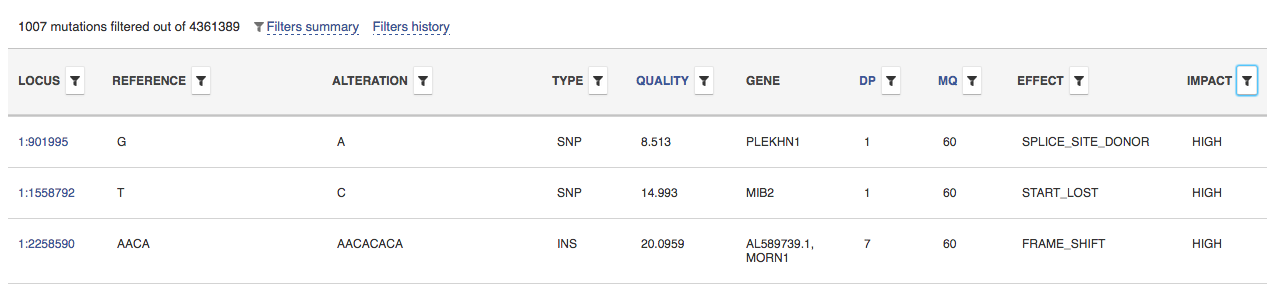 1007 mutations filtered out of 4361389 Filters summary Filters history
LOCUS REFERENCE ALTERATION TYPE QUALITY GENE DP MQ EFFECT IMPACT
1:901995 G A SNP 8.513 PLEKHN1 1 60 SPLICE_SITE_DONOR HIGH
1:1558792 T C SNP 14.993 MIB2 1 60 START_LOST HIGH
1:2258590 AACA AACACACA INS 20.0959 AL589739.1, 7 60 FRAME_SHIFT HIGH
MORN1